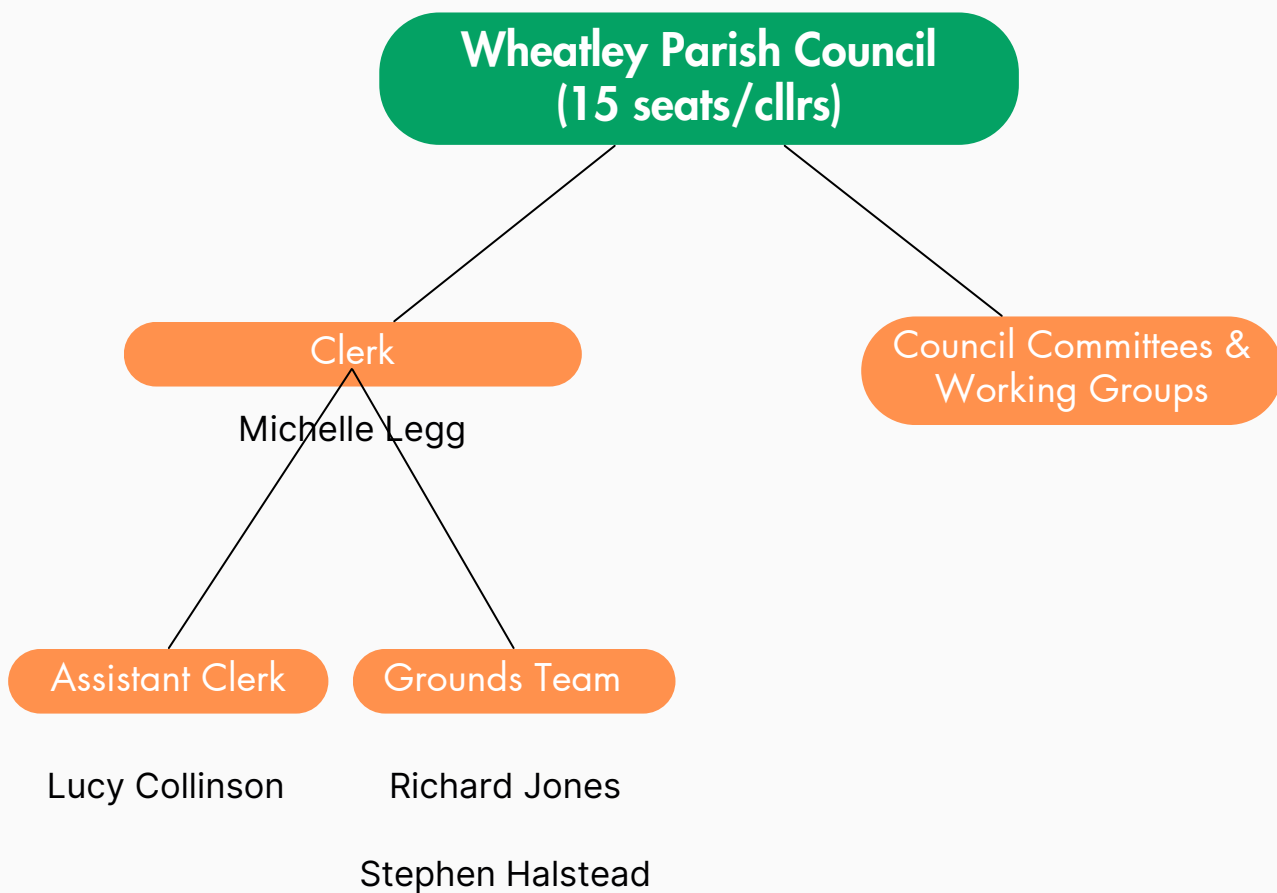 Wheatley Parish Council
(15 seats/cllrs)
Clerk
Michelle Legg
Council Committees &
Working Groups
Assistant Clerk
Lucy Collinson
Grounds Team
Richard Jones
Stephen Halstead